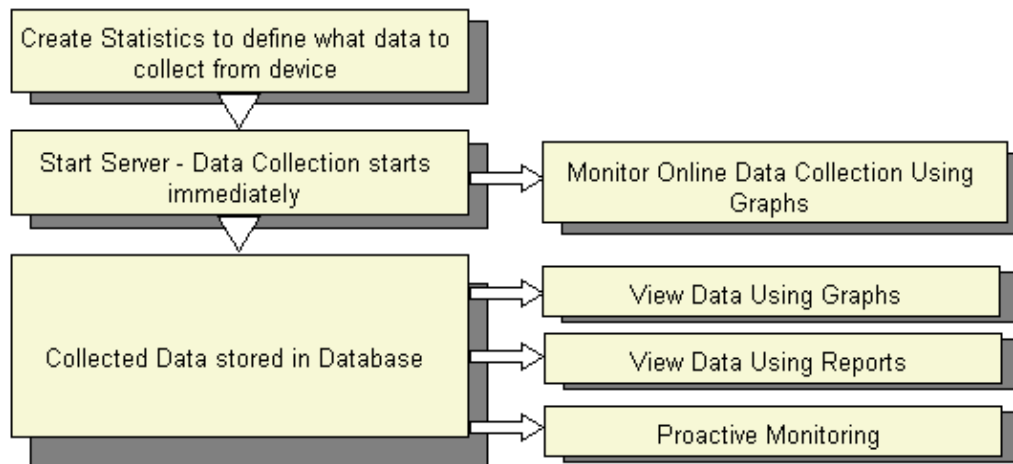 Create Statistics to define what data to
collect from device
Start Server - Data Collection starts
immediately
Monitor Online Data Collection Using
Graphs
Collected Data stored in Database
View Data Using Graphs
View Data Using Reports
Proactive Monitoring